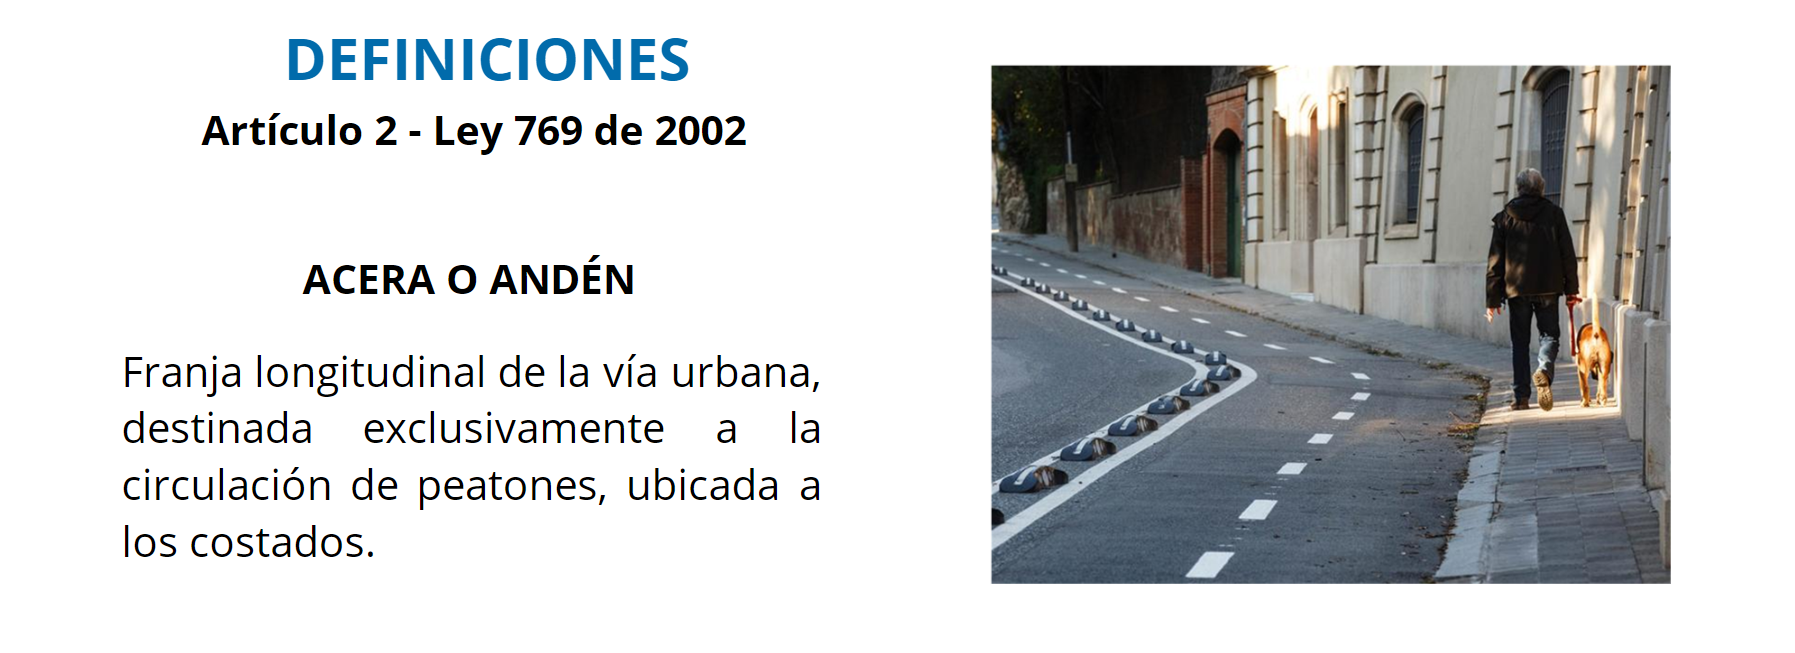 DEFINICIONES
Artículo 2 - Ley 769 de 2002
ACERA O ANDÉN
Franja longitudinal de la vía urbana,
destinada exclusivamente a la
circulación de peatones, ubicada a
los costados.